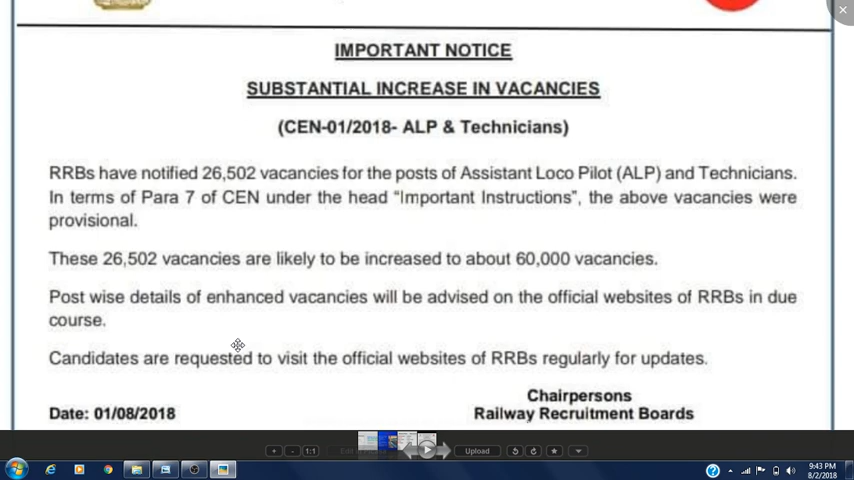 IMPORTANT NOTICE
SUBSTANTIAL INCREASE IN VACANCIES
(CEN-01/2018- ALP & Technicians)
RRBs have notified 26,502 vacancies for the posts of Assistant Loco Pilot (ALP) and Technicians.
In terms of Para 7 of CEN under the head “Important Instructions”, the above vacancies were
provisional.
These 26,502 vacancies are likely to be increased to about 60,000 vacancies.
Post wise details of enhanced vacancies will be advised on the official websites of RRBs in due
course.
Candidates are requested to visit the official websites of RRBs regularly for updates.
Chairpersons
Date: 01/08/2018 Railway Recruitment Boards
1:1 Upload
9:43 PM
8/2/2018